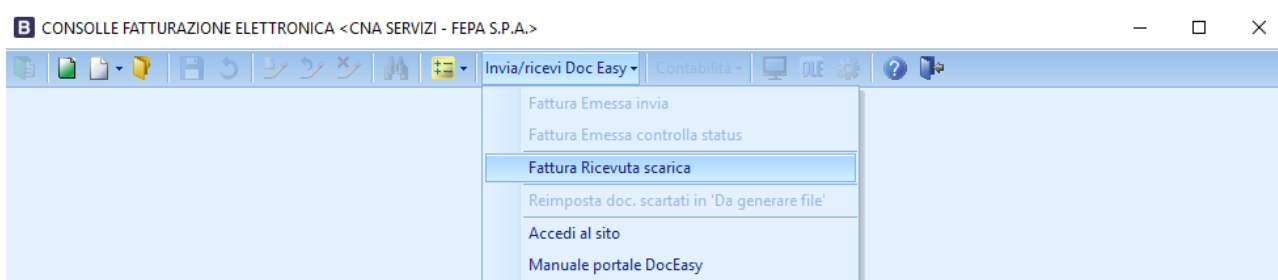 B CONSOLLE FATTURAZIONE ELETTRONICA <CNA SERVIZI - FEPA S.P.A.>
Invia/ricevi Doc Easy Contabilità OLE ?
Fattura Emessa invia
Fattura Emessa controlla status
Fattura Ricevuta scarica
Reimposta doc. scartati in 'Da generare file'
Accedi al sito
Manuale portale DocEasy